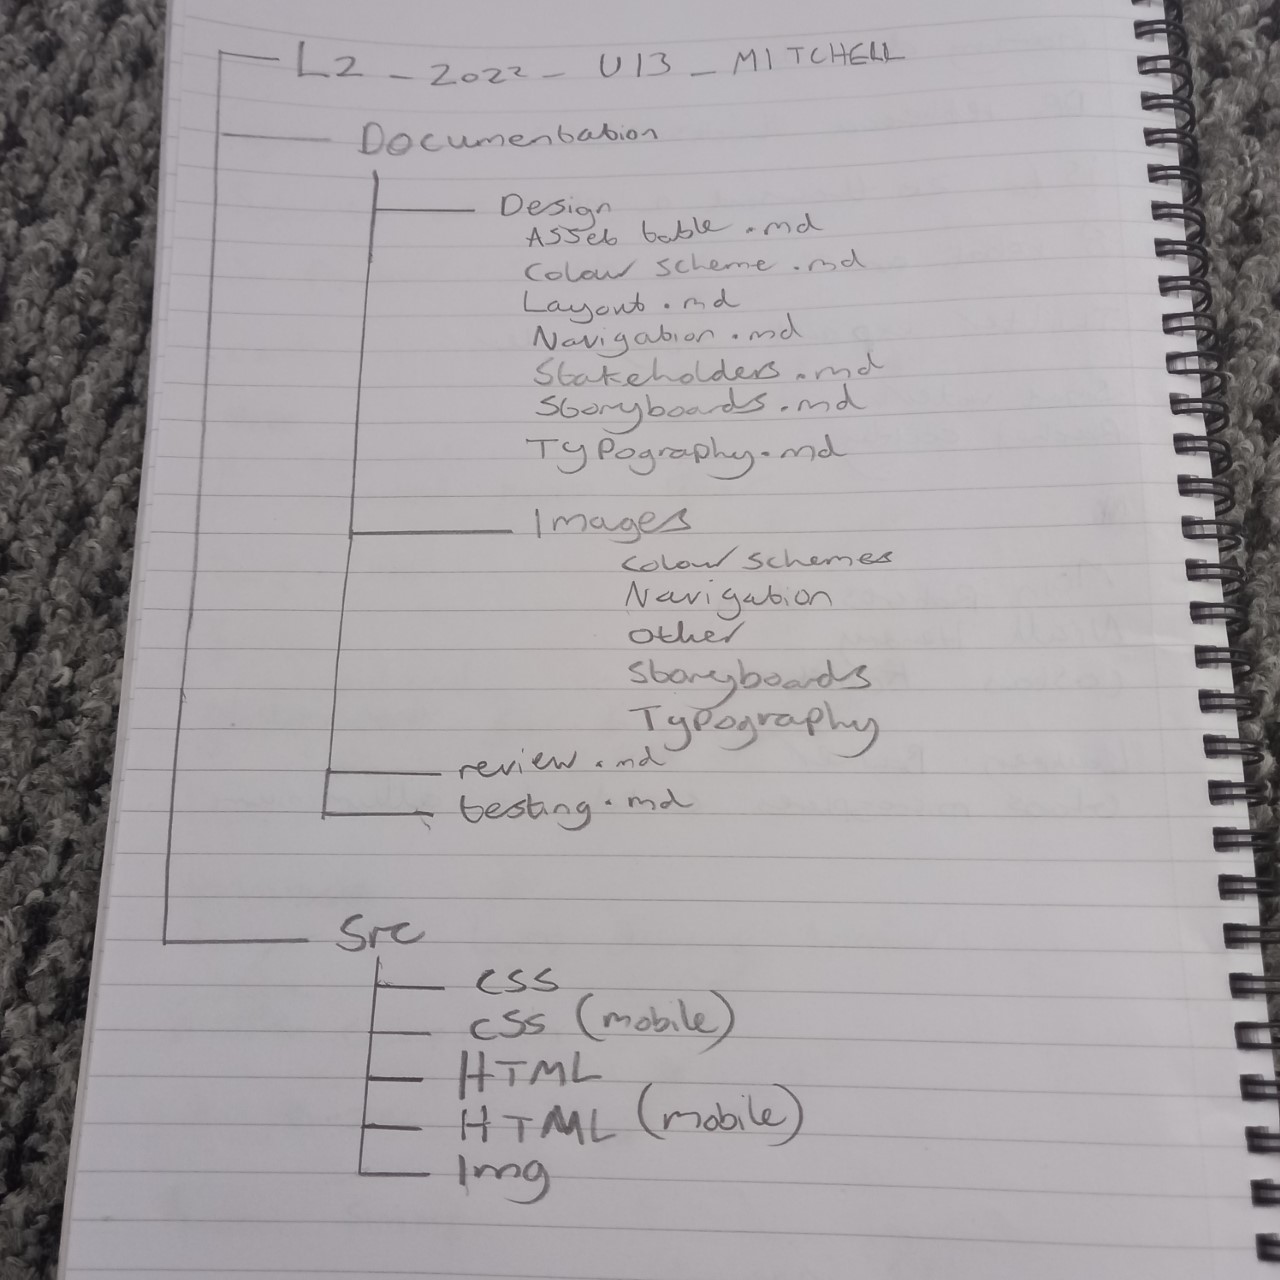 L2 - 2022 - U13 - MITCHELL
Documentation
Design
Asset table.md
Colour scheme.md
Layout.md
Navigation.md
Stakeholders.md
Storyboards.md
Typography.md
Images
colour schemes
Navigation
other
Storyboards
Typography
review.md
testing.md
Src
css
css (mobile)
HTML
HTML (mobile)
Img